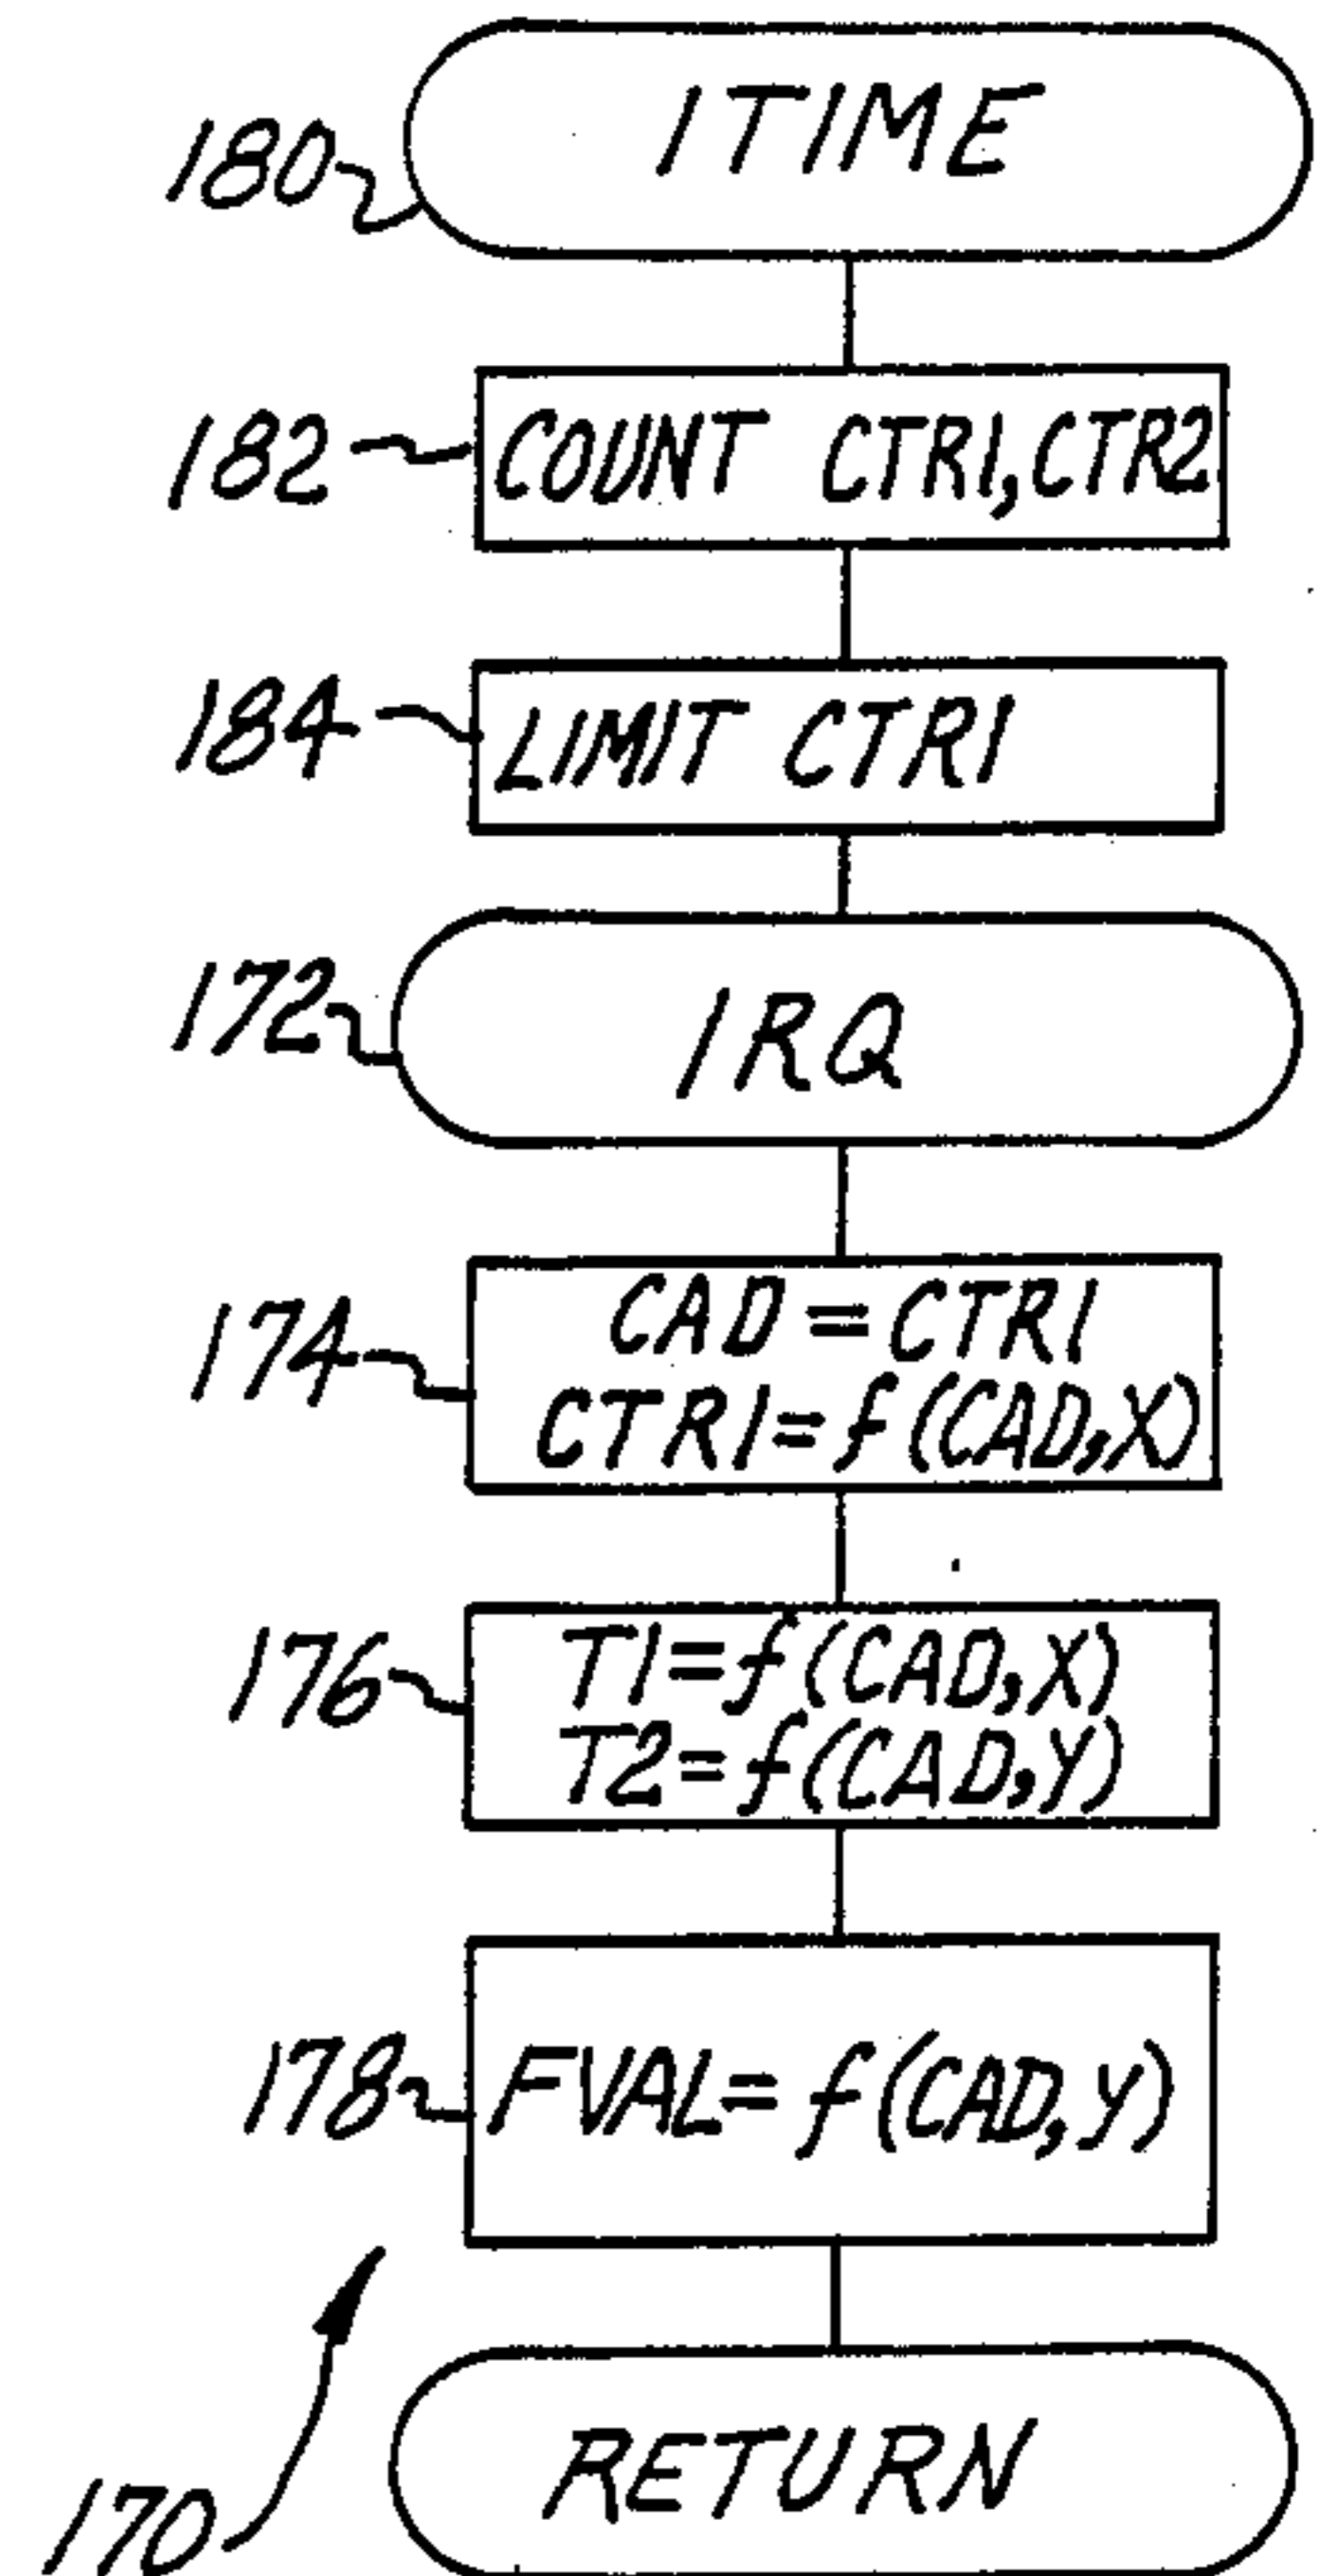 ITIME
180
182
COUNT CTR1,CTR2
184
LIMIT CTR1
172
IRQ
174
CAD=CTR1
CTR1=f(CAD,X)
176
T1=f(CAD,X)
T2=f(CAD,Y)
178
FVAL=f(CAD,Y)
170
RETURN